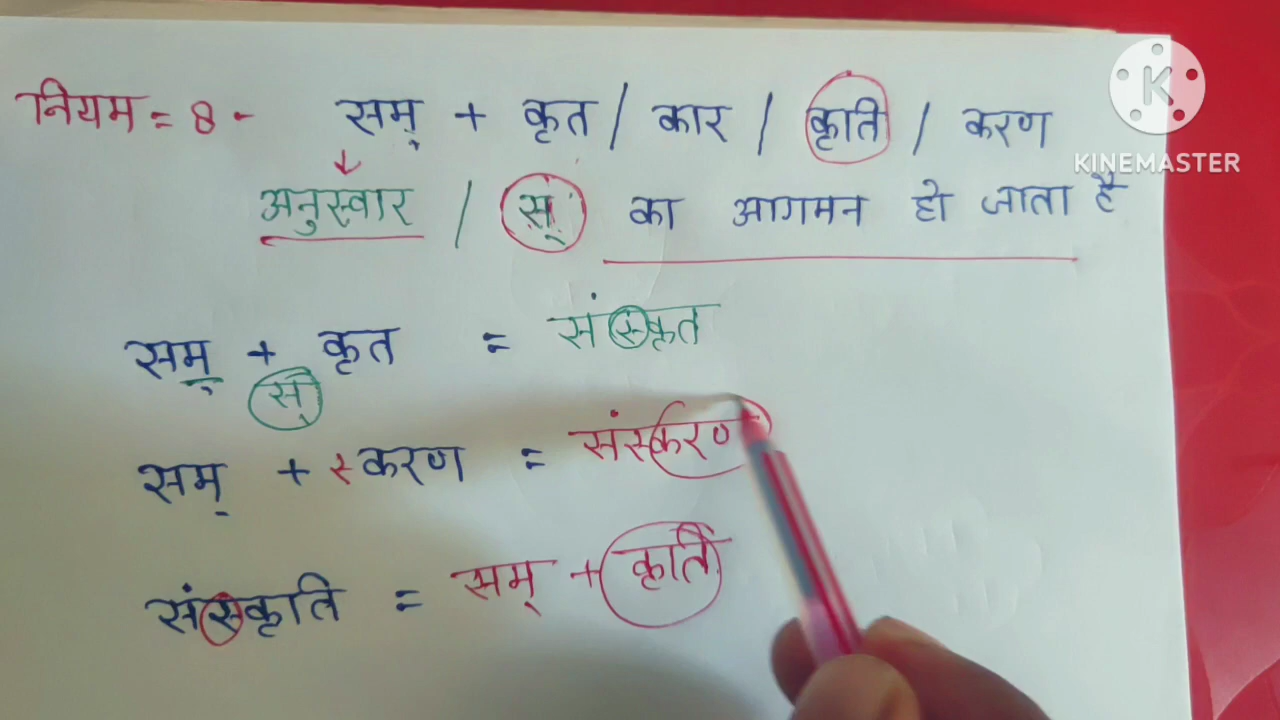 नियम = 8 - सम् + कृत / कार / कृति / करण
अनुस्वार / स् का आगमन हो जाता है
सम् + कृत = संस्कृत
स्
सम् + स्करण = संस्करण
संस्कृति = सम् + कृति
K
KINEMASTER